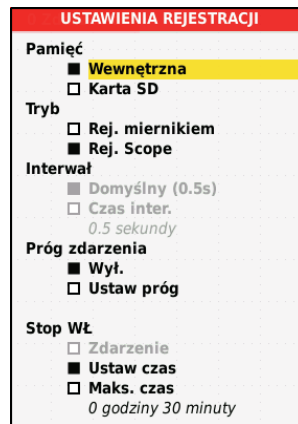 USTAWIENIA REJESTRACJI
Pamięć
Wewnętrzna
Karta SD
Tryb
Rej. miernikiem
Rej. Scope
Interwał
Domyślny (0.5s)
Czas inter.
0.5 sekundy
Próg zdarzenia
Wył.
Ustaw próg
Stop WŁ
Zdarzenie
Ustaw czas
Maks. czas
0 godziny 30 minuty